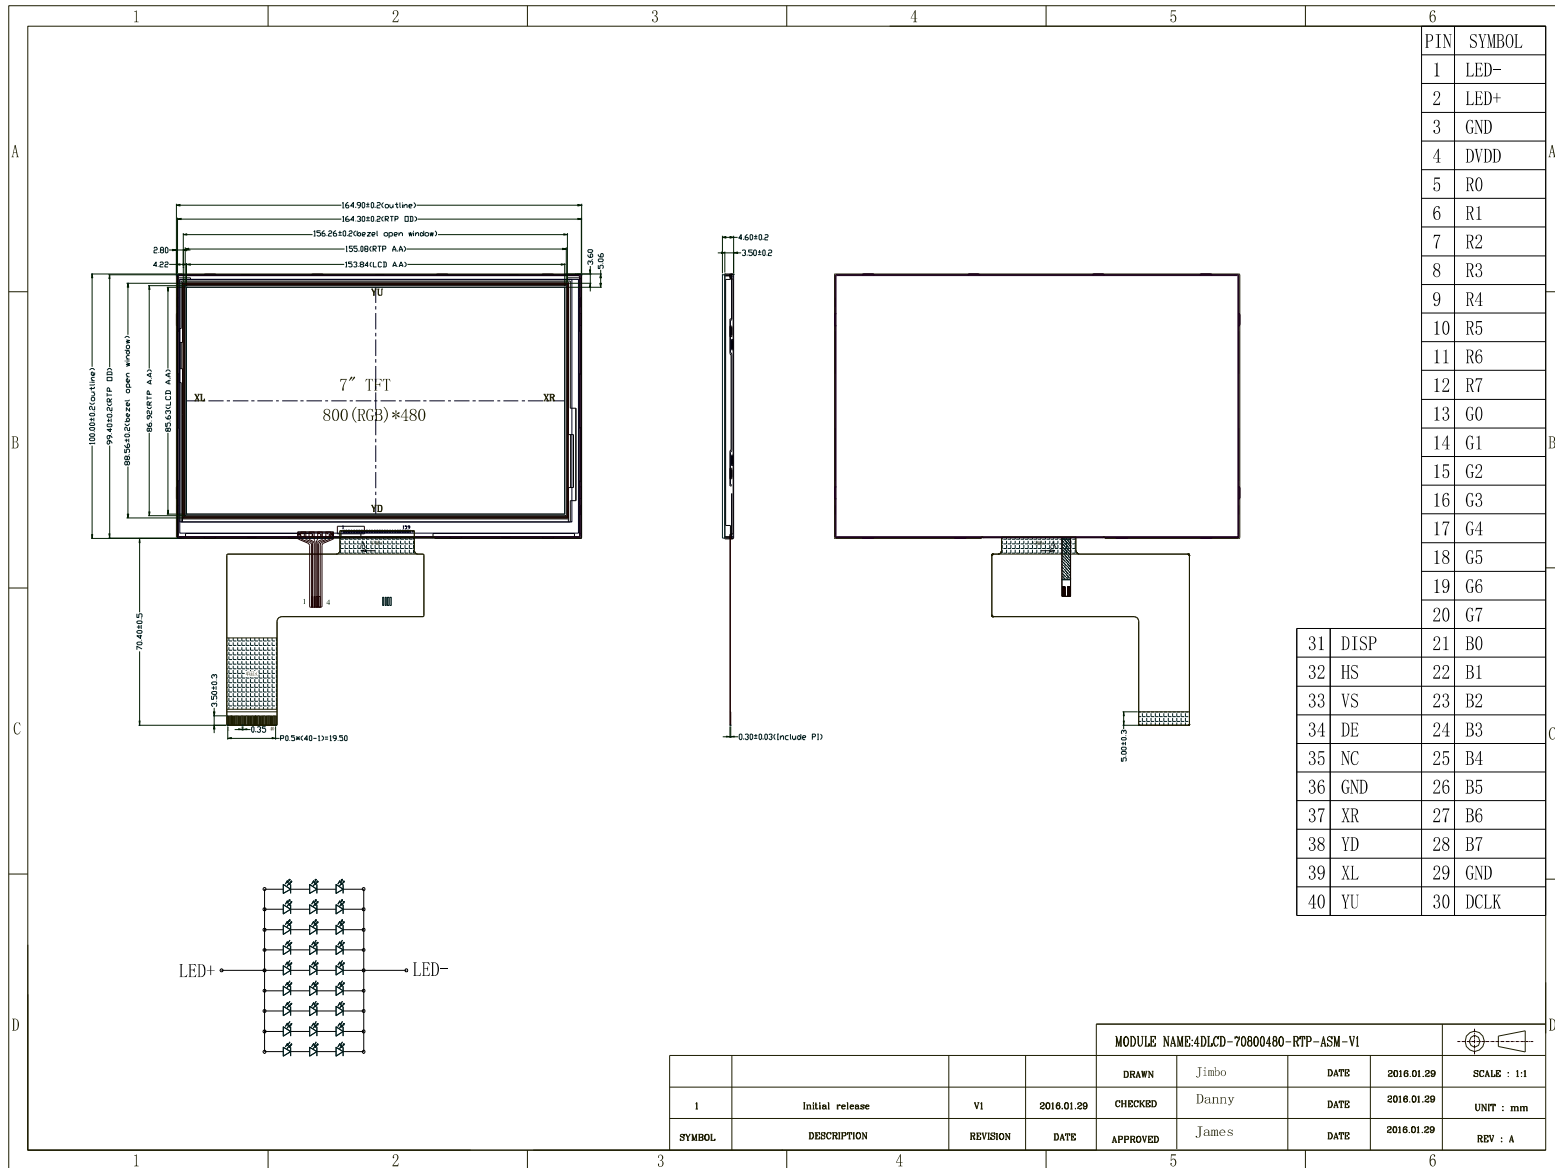 1 2 3 4 5 6
PIN SYMBOL
1 LED-
2 LED+
3 GND
4 DVDD
5 R0
6 R1
7 R2
8 R3
9 R4
10 R5
11 R6
12 R7
13 G0
14 G1
15 G2
16 G3
17 G4
18 G5
19 G6
20 G7
31 DISP 21 B0
32 HS 22 B1
33 VS 23 B2
34 DE 24 B3
35 NC 25 B4
36 GND 26 B5
37 XR 27 B6
38 YD 28 B7
39 XL 29 GND
40 YU 30 DCLK
A
B
C
D
A
B
C
D
164.90±0.2(outline)
164.30±0.2(RTP OD)
156.26±0.2(bezel open window)
2.80
155.08(RTP A.A)
4.22
153.84(LCD A.A)
3.60
5.06
100.00±0.2(outline)
99.40±0.2(RTP OD)
88.56±0.2(bezel open window)
86.92(RTP A.A)
85.63(LCD A.A)
YU
XL
XR
7" TFT
800(RGB)*480
YD
1 4
70.40±0.5
3.50±0.3
0.35
P0.5*(40-1)=19.50
4.60±0.2
3.50±0.2
0.30±0.03(Include PI)
5.00±0.3
LED+
LED-
MODULE NAME:4DLCD-70800480-RTP-ASM-V1
DRAWN Jimbo DATE 2016.01.29 SCALE : 1:1
1 Initial release V1 2016.01.29 CHECKED Danny DATE 2016.01.29 UNIT : mm
SYMBOL DESCRIPTION REVISION DATE APPROVED James DATE 2016.01.29 REV : A
1 2 3 4 5 6